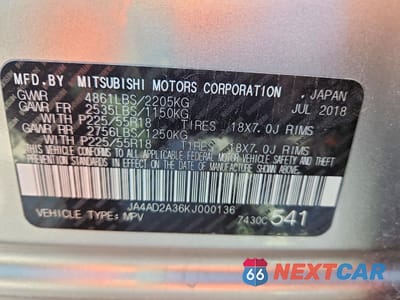 MFD.BY MITSUBISHI MOTORS CORPORATION , JAPAN
GWWR 4861LBS/2205KG JUL 2018
GAWR FR 2535LBS/1150KG
WITH P225/55R18 TIRES 18X7.0J RIMS
GAWR RR 2756LBS/1250KG
WITH P225/55R18 TIRES 18X7.0J RIMS
THIS VEHICLE CONFORMS TO ALL APPLICABLE FEDERAL MOTOR VEHICLE
SAFETY, BUMPER AND THEFT PREVENTION STANDARDS IN EFFECT ON
THE DATE OF MANUFACTURE SHOWN ABOVE.
JA4AD2A36KJ000136
VEHICLE TYPE: MPV 7430C 541
66 NEXTCAR